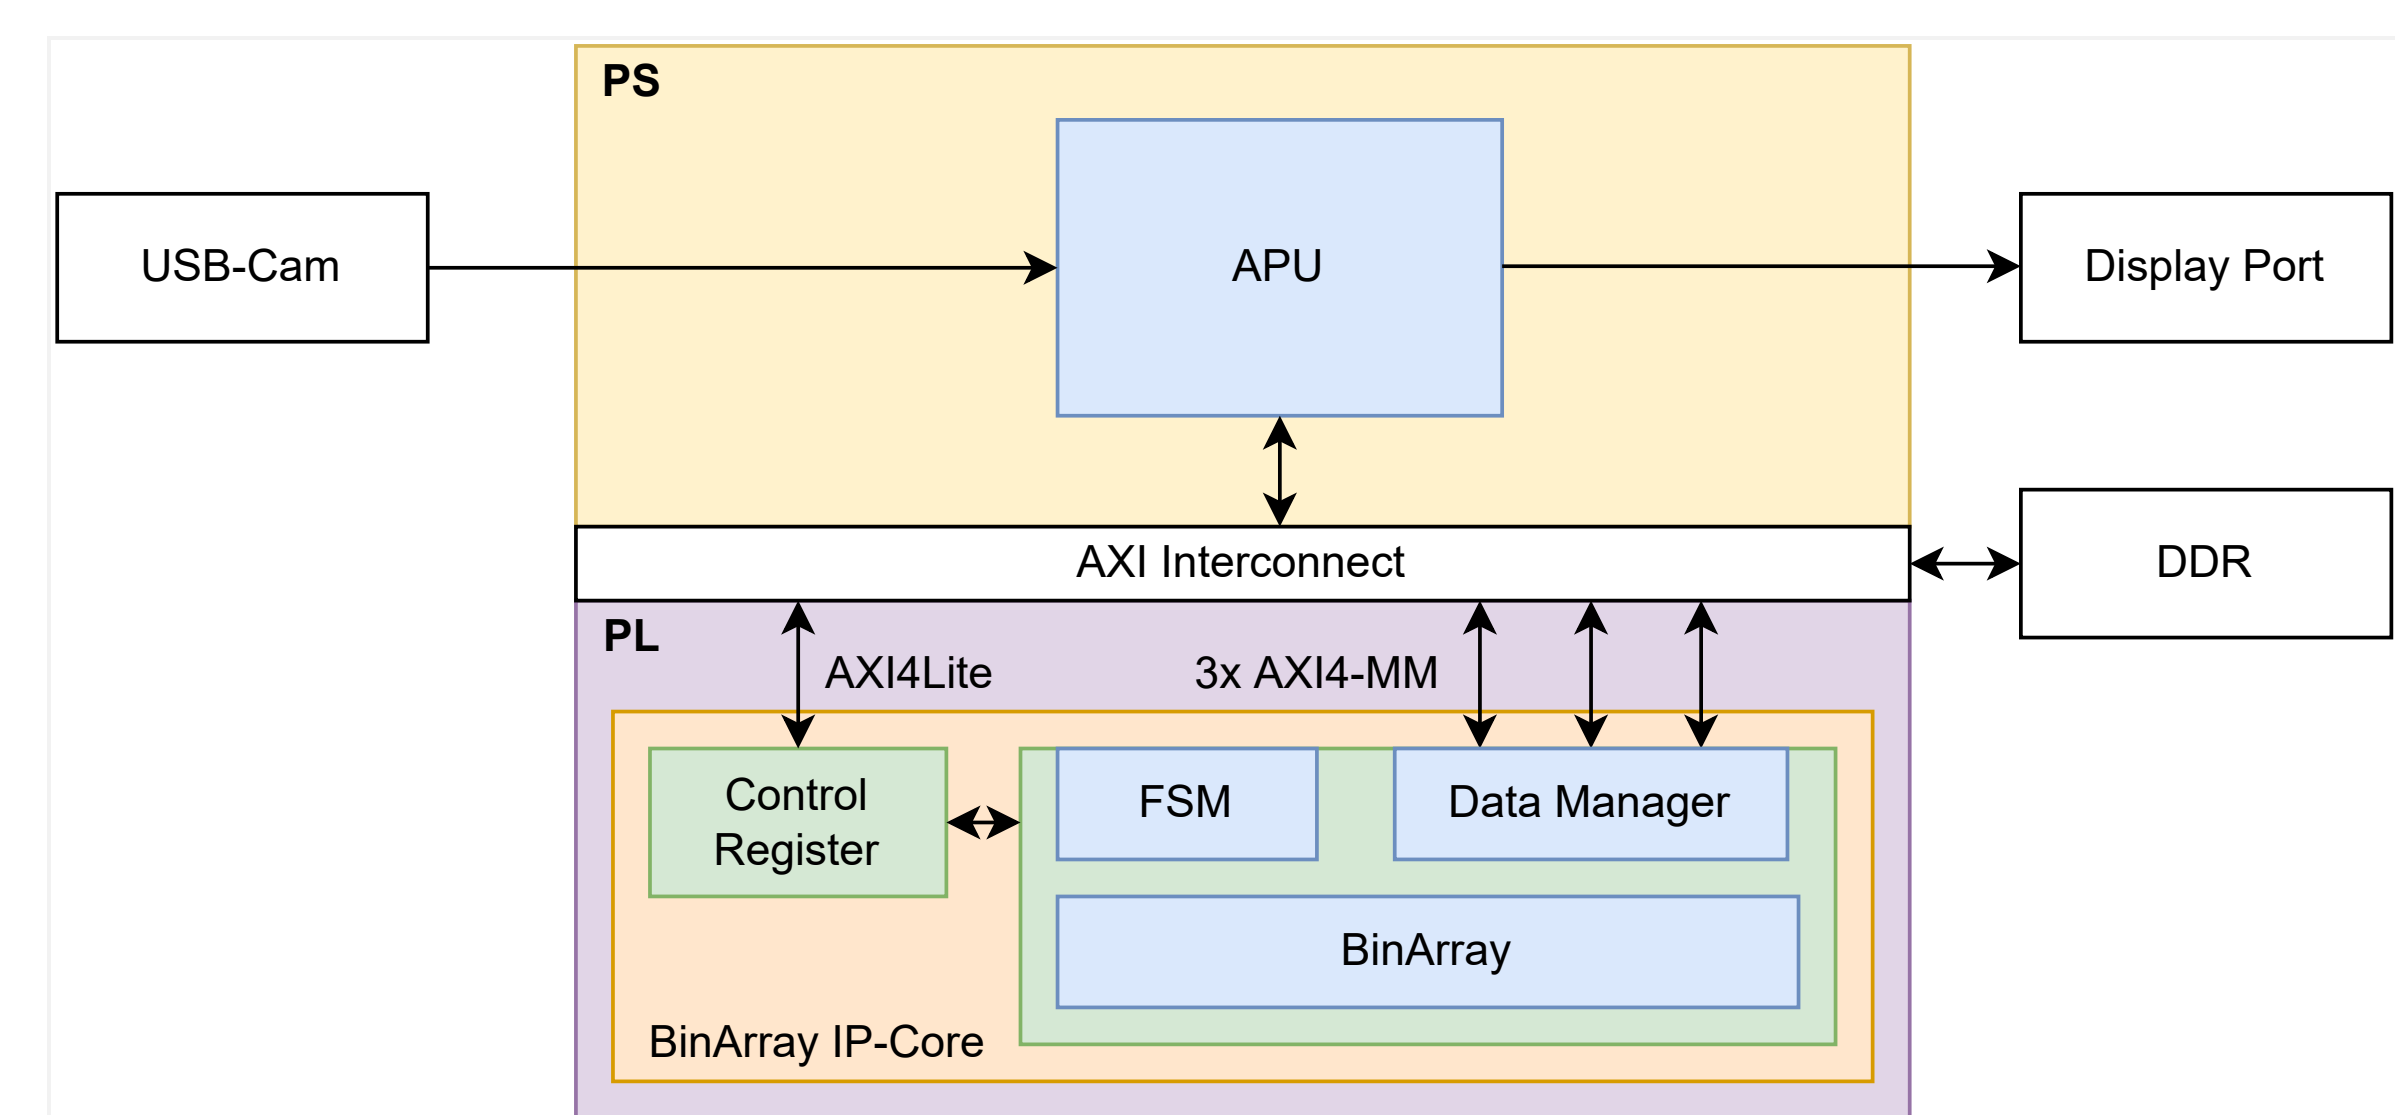 PS
USB-Cam
APU
Display Port
AXI Interconnect
DDR
PL
AXI4Lite
3x AXI4-MM
Control
Register
FSM
Data Manager
BinArray
BinArray IP-Core